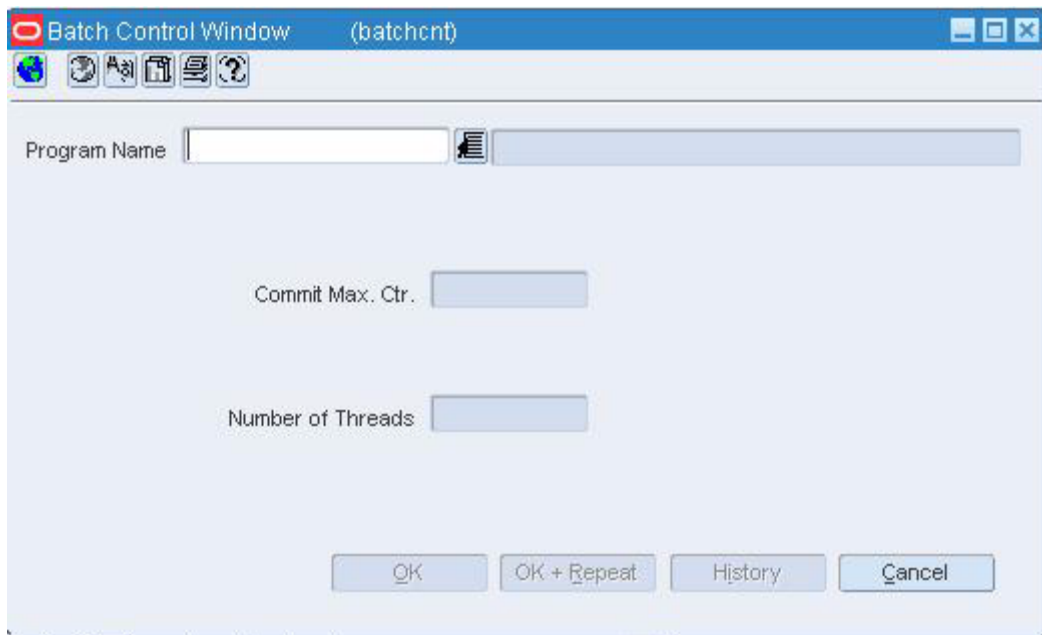 Batch Control Window (batchcnt)
Program Name
Commit Max. Ctr.
Number of Threads
OK OK + Repeat History Cancel